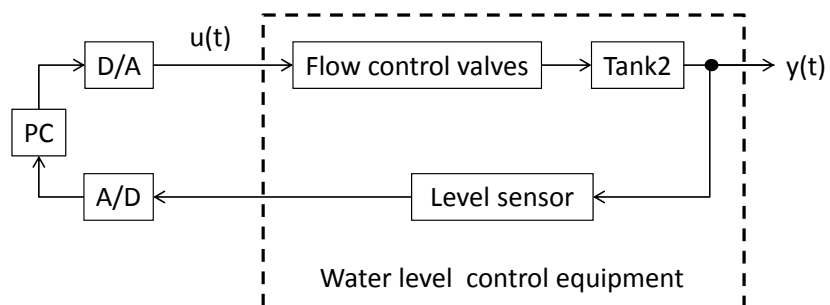 u(t)
D/A
Flow control valves
Tank2
y(t)
PC
A/D
Level sensor
Water level control equipment